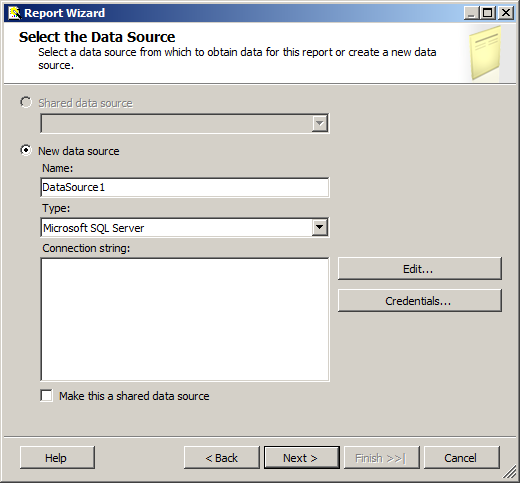 Report Wizard
Select the Data Source
Select a data source from which to obtain data for this report or create a new data
source.
Shared data source
New data source
Name:
DataSource1
Type:
Microsoft SQL Server
Connection string:
Edit...
Credentials...
Make this a shared data source
Help
< Back
Next >
Finish >>|
Cancel